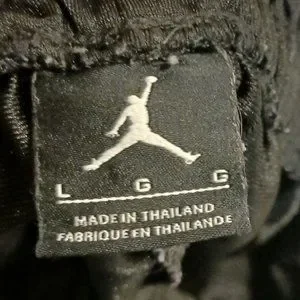 L G G
MADE IN THAILAND
FABRIQUE EN THAILANDE